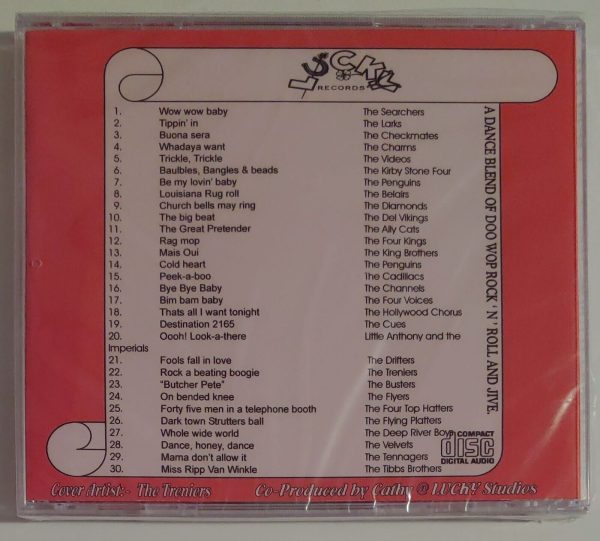 LUCKY
RECORDS
1. Wow wow baby The Searchers
2. Tippin' in The Larks
3. Buona sera The Checkmates
4. Whadaya want The Charms
5. Trickle, Trickle The Videos
6. Baulbies, Bangles & beads The Kirby Stone Four
7. Be my lovin' baby The Penguins
8. Louisiana Rug roll The Belairs
9. Church bells may ring The Diamonds
10. The big beat The Del Vikings
11. The Great Pretender The Ally Cats
12. Rag mop The Four Kings
13. Mais Oui The King Brothers
14. Cold heart The Penguins
15. Peek-a-boo The Cadillacs
16. Bye Bye Baby The Channels
17. Bim bam baby The Four Voices
18. Thats all I want tonight The Hollywood Chorus
19. Destination 2165 The Cues
20. Oooh! Look-a-there Little Anthony and the
Imperials
21. Fools fall in love The Drifters
22. Rock a beating boogie The Treniers
23. "Butcher Pete" The Busters
24. On bended knee The Flyers
25. Forty five men in a telephone booth The Four Top Hatters
26. Dark town Strutters ball The Flying Platters
27. Whole wide world The Deep River Boys
28. Dance, honey, dance The Velvets
29. Mama don't allow it The Tennagers
30. Miss Ripp Van Winkle The Tibbs Brothers
A DANCE BLEND OF DOO WOP ROCK ' N ' ROLL AND JIVE.
COMPACT
disc
DIGITAL AUDIO
Cover Artist:- The Treniers Co-Produced by Cathy @ LUCKY Studios